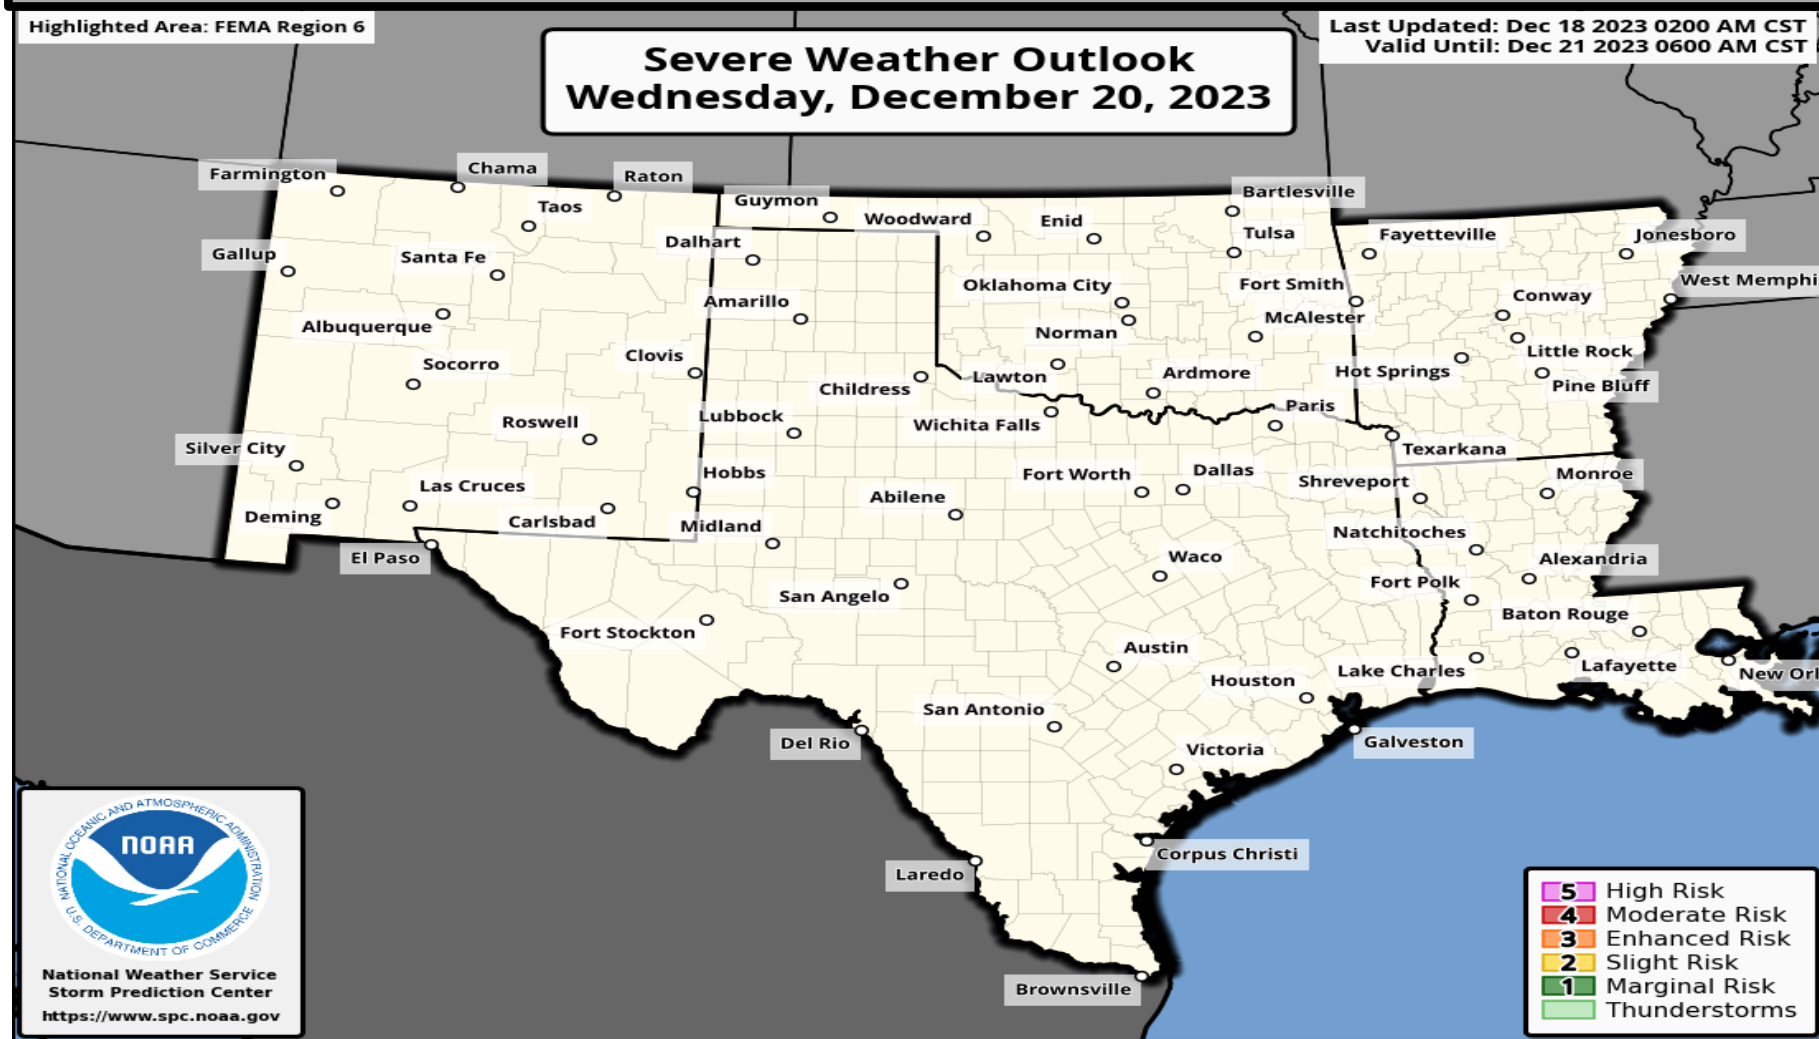 Highlighted Area: FEMA Region 6
Severe Weather Outlook
Wednesday, December 20, 2023
Last Updated: Dec 18 2023 0200 AM CST
Valid Until: Dec 21 2023 0600 AM CST
Farmington
Chama
Raton
Taos
Guymon
Woodward
Enid
Bartlesville
Tulsa
Fayetteville
Jonesboro
Gallup
Santa Fe
Dalhart
Oklahoma City
Fort Smith
Conway
West Memphi
Albuquerque
Amarillo
Norman
McAlester
Little Rock
Socorro
Clovis
Childress
Lawton
Ardmore
Hot Springs
Pine Bluff
Roswell
Lubbock
Wichita Falls
Paris
Texarkana
Silver City
Las Cruces
Hobbs
Abilene
Fort Worth
Dallas
Shreveport
Monroe
Deming
Carlsbad
Midland
Natchitoches
El Paso
Waco
Alexandria
San Angelo
Fort Polk
Fort Stockton
Baton Rouge
Austin
Houston
Lake Charles
Lafayette
New Orl
San Antonio
Del Rio
Victoria
Galveston
Laredo
Corpus Christi
Brownsville
NATIONAL OCEANIC AND ATMOSPHERIC ADMINISTRATION
NOAA
U.S. DEPARTMENT OF COMMERCE
National Weather Service
Storm Prediction Center
https://www.spc.noaa.gov
5 High Risk
4 Moderate Risk
3 Enhanced Risk
2 Slight Risk
1 Marginal Risk
Thunderstorms